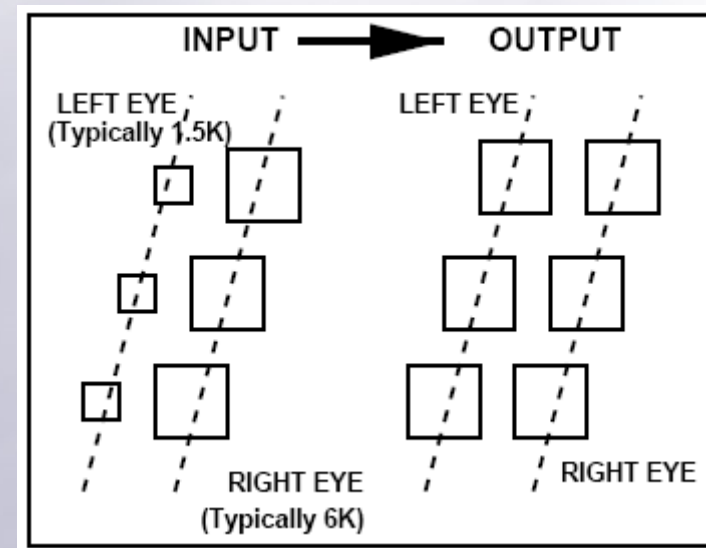 INPUT OUTPUT
LEFT EYE
(Typically 1.5K)
LEFT EYE
RIGHT EYE
(Typically 6K)
RIGHT EYE